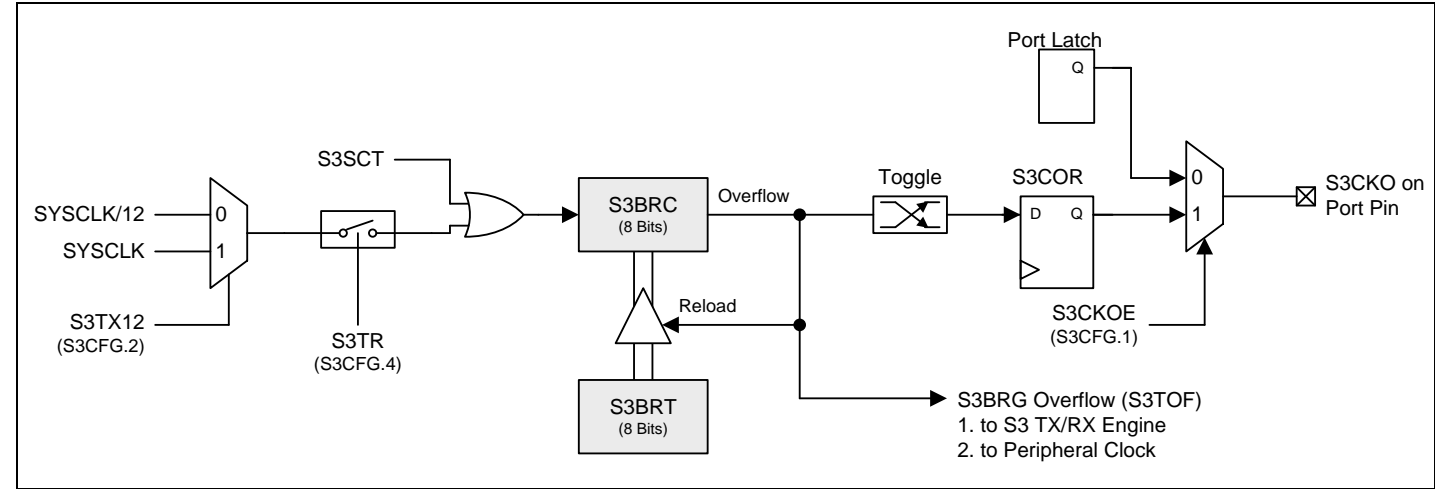 Port Latch
Q
S3SCT
Toggle
S3COR
S3CKO on
Port Pin
SYSCLK/12
0
S3BRC
(8 Bits)
Overflow
D
Q
0
1
SYSCLK
1
S3TX12
(S3CFG.2)
S3TR
(S3CFG.4)
Reload
S3CKOE
(S3CFG.1)
S3BRT
(8 Bits)
S3BRG Overflow (S3TOF)
1. to S3 TX/RX Engine
2. to Peripheral Clock